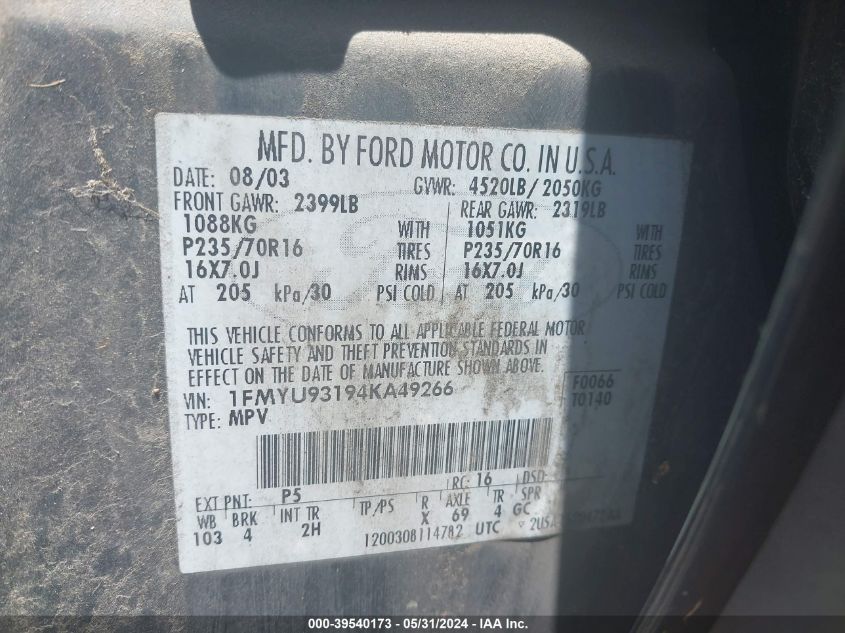 MFD. BY FORD MOTOR CO. IN U.S.A.
DATE: 08/03 GVWR: 4520LB/ 2050KG
FRONT GAWR: 2399LB REAR GAWR: 2319LB
1088KG WITH 1051KG WITH
P235/70R16 TIRES P235/70R16 TIRES
16X7.0J RIMS 16X7.0J RIMS
AT 205 kPa/30 PSI COLD AT 205 kPa/30 PSI COLD
THIS VEHICLE CONFORMS TO ALL APPLICABLE FEDERAL MOTOR
VEHICLE SAFETY AND THEFT PREVENTION STANDARDS IN
EFFECT ON THE DATE OF MANUFACTURE SHOWN ABOVE.
VIN: 1FMYU93194KA49266 F0066
TYPE: MPV T0140
EXT PNT: P5 RC: 16 DSO:
WB BRK INT TR TP/PS R AXLE TR SPR
103 4 2H X 69 4 GC
1200308114782 UTC
000-39540173 - 05/31/2024 - IAA Inc.